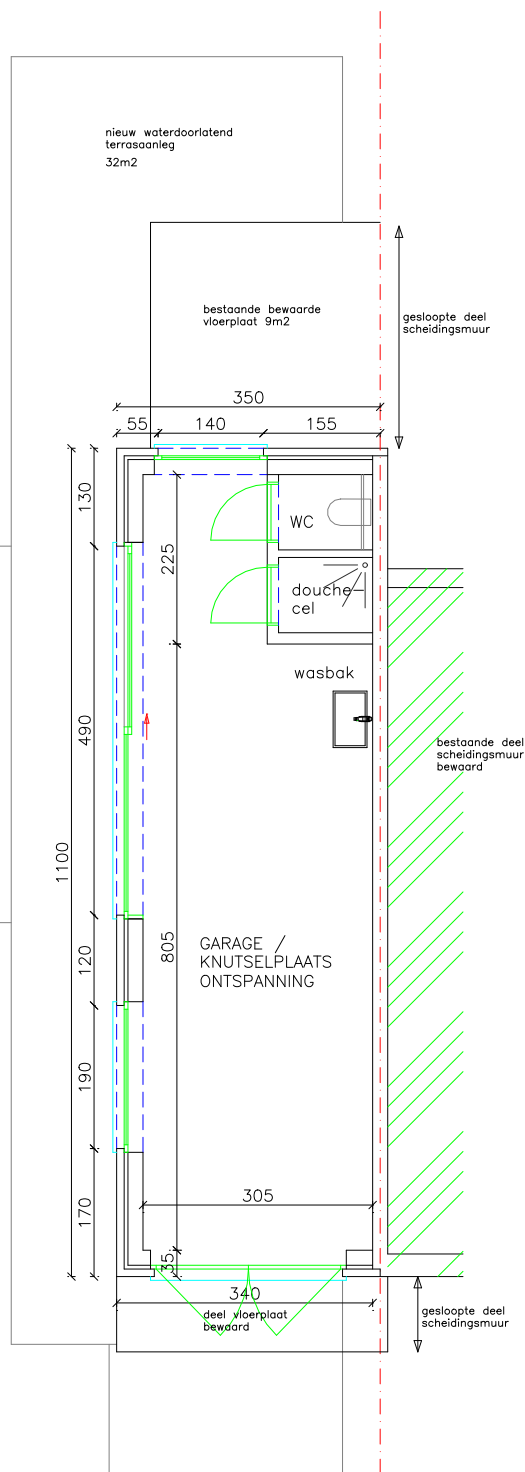 nieuw waterdoorlatend
terrasaanleg
32m2
bestaande bewaarde
vloerplaat 9m2
gesloopte deel
scheidingsmuur
350
55
140
155
130
225
WC
douche
cel
wasbak
490
bestaande deel
scheidingsmuur
bewaard
1100
805
120
GARAGE /
KNUTSELPLAATS
ONTSPANNING
190
170
305
35
340
deel vloerplaat
bewaard
gesloopte deel
scheidingsmuur